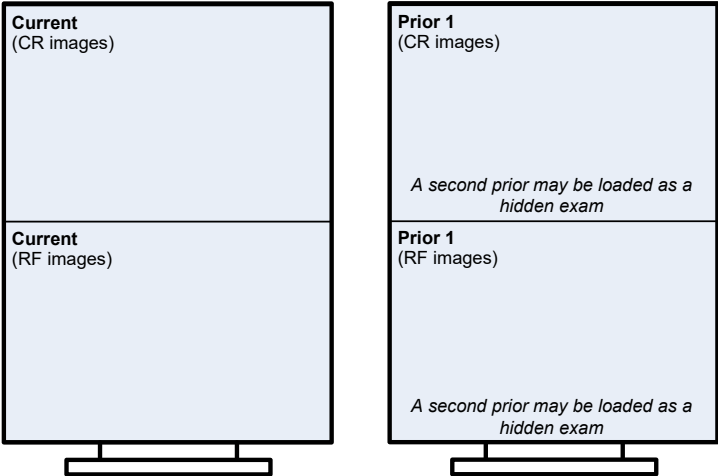 Current
(CR images)
Current
(RF images)
Prior 1
(CR images)
A second prior may be loaded as a
hidden exam
Prior 1
(RF images)
A second prior may be loaded as a
hidden exam